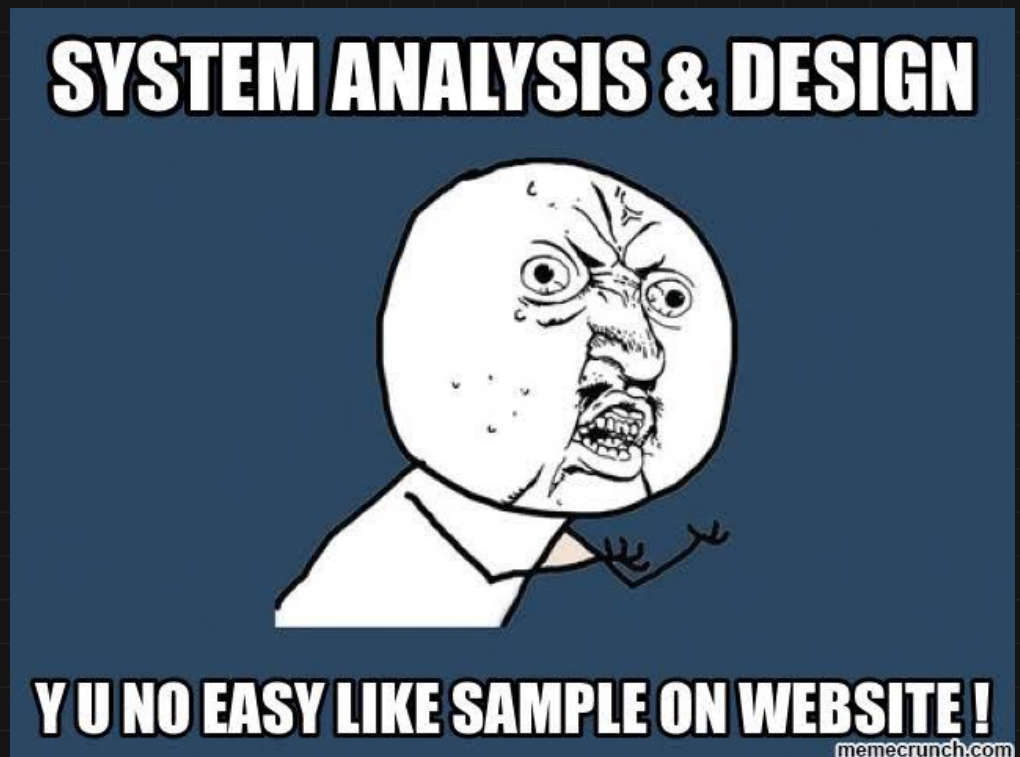 SYSTEM ANALYSIS & DESIGN
Y U NO EASY LIKE SAMPLE ON WEBSITE !
memecrunch.com